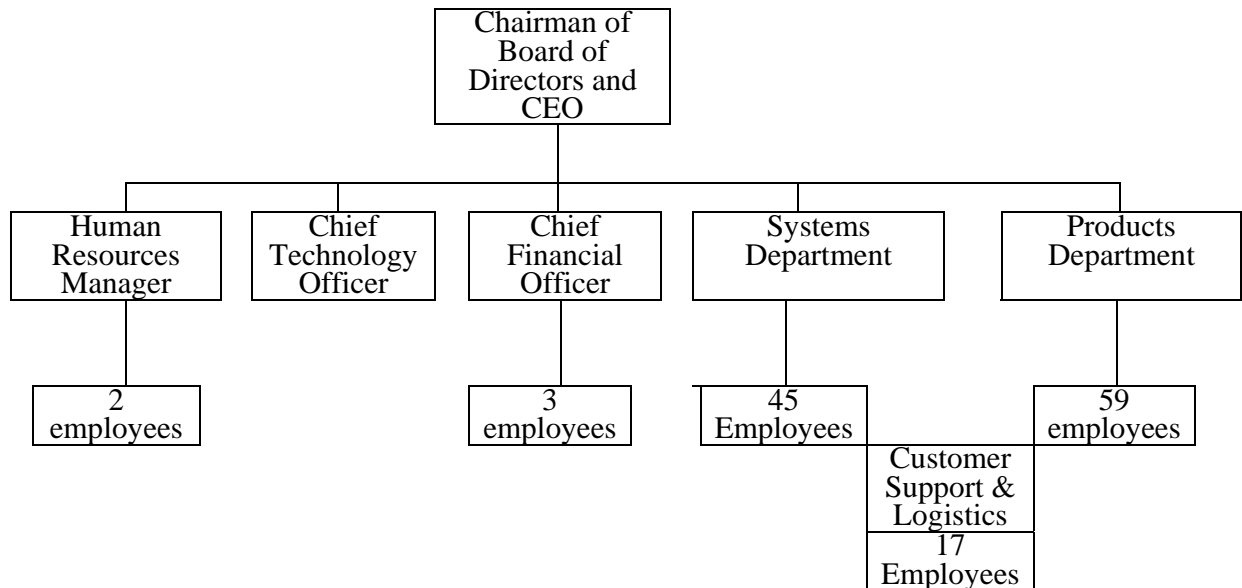 Chairman of
Board of
Directors and
CEO
Human
Resources
Manager
Chief
Technology
Officer
Chief
Financial
Officer
Systems
Department
Products
Department
2
employees
3
employees
45
Employees
59
employees
Customer
Support &
Logistics
17
Employees